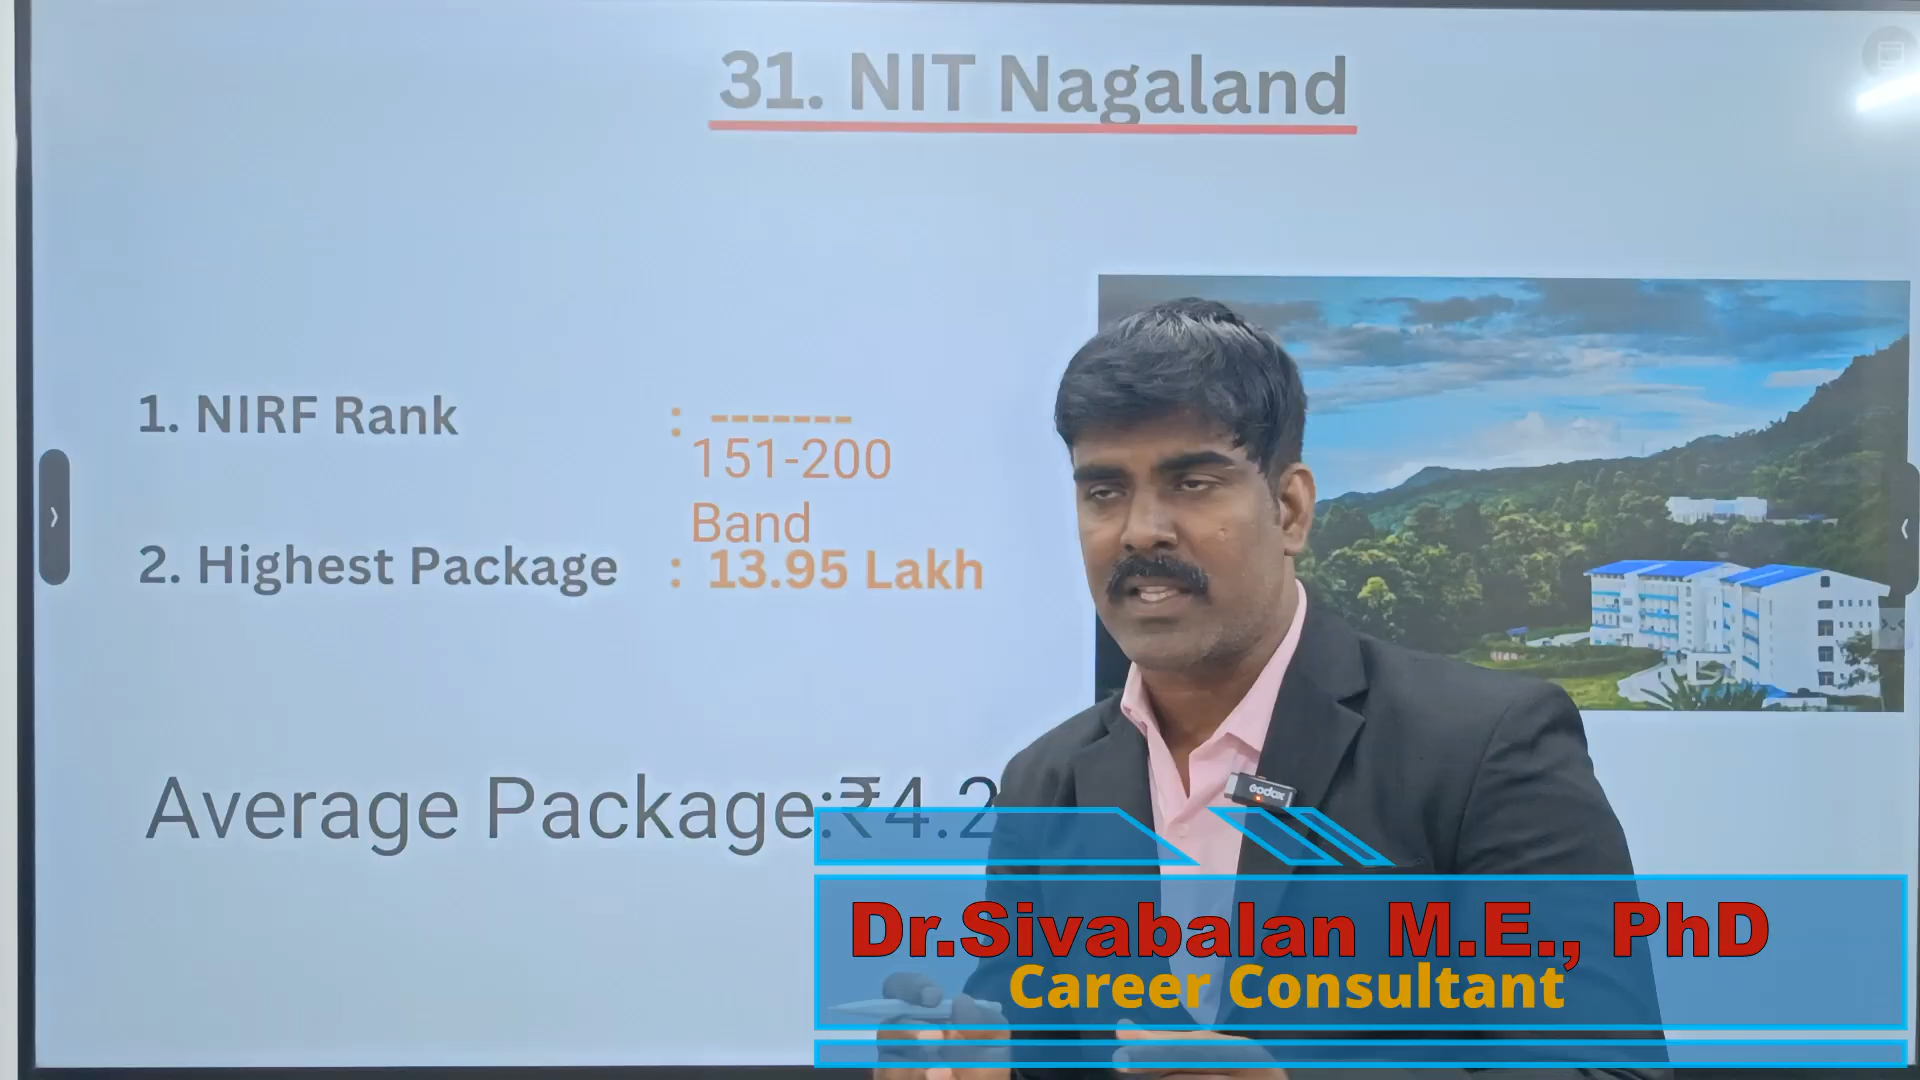 31. NIT Nagaland
1. NIRF Rank : -------
151-200
Band
2. Highest Package : 13.95 Lakh
Average Package:₹4.2
Godox
Dr.Sivabalan M.E., PhD
Career Consultant